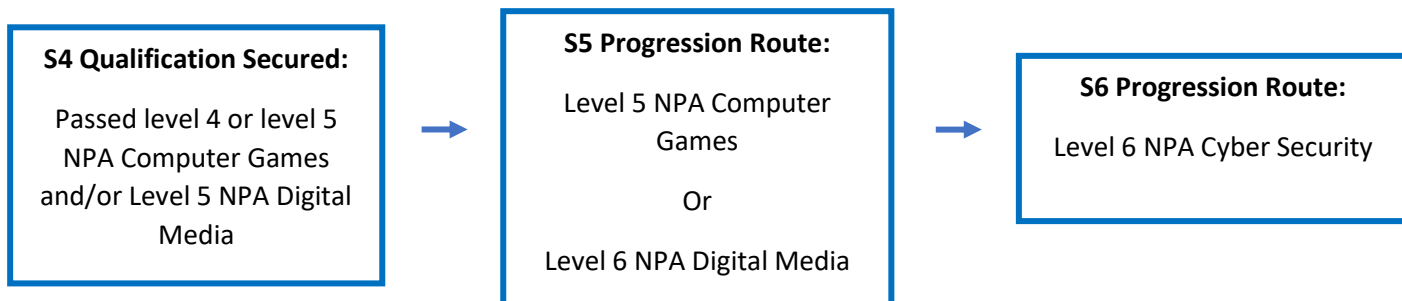 S4 Qualification Secured:
Passed level 4 or level 5
NPA Computer Games
and/or Level 5 NPA Digital
Media
S5 Progression Route:
Level 5 NPA Computer
Games
Or
Level 6 NPA Digital Media
S6 Progression Route:
Level 6 NPA Cyber Security